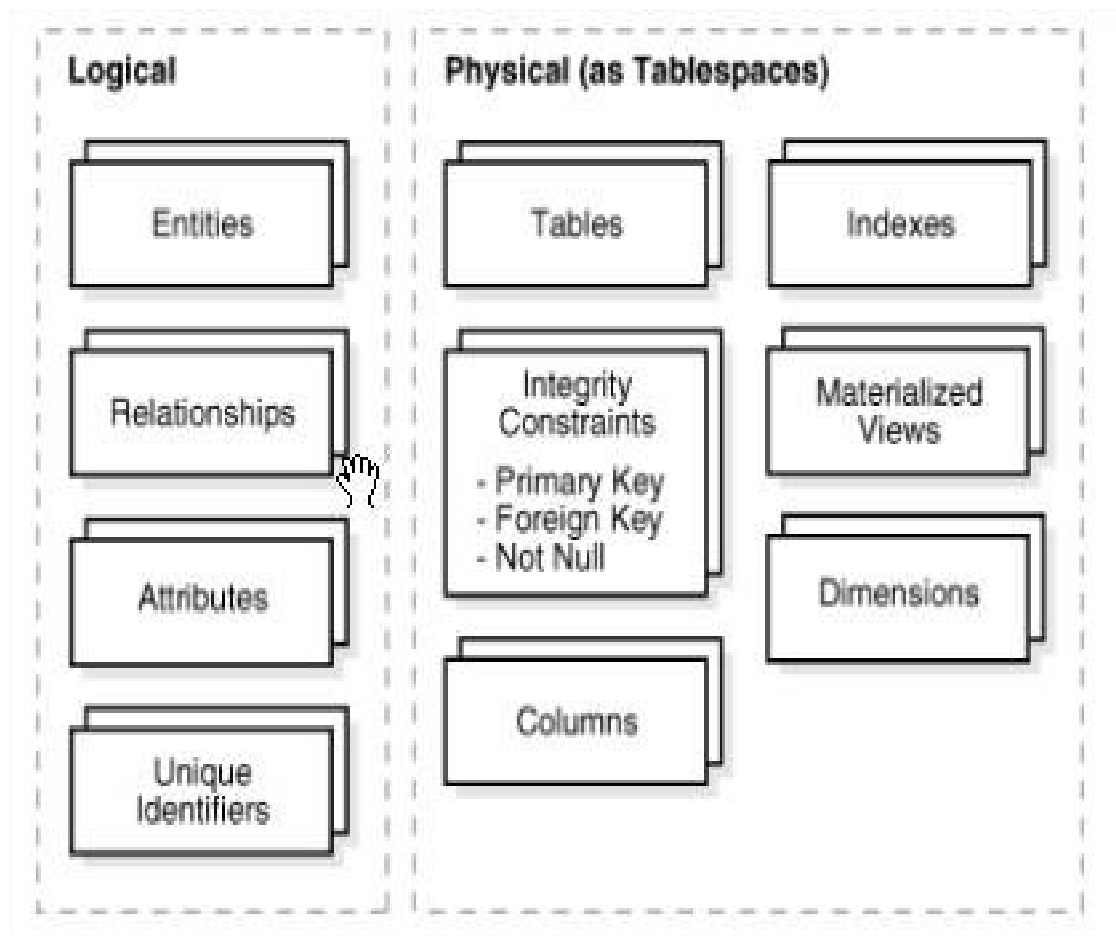 Logical
Entities
Relationships
Attributes
Unique
Identifiers
Physical (as Tablespaces)
Tables
Integrity
Constraints
- Primary Key
- Foreign Key
- Not Null
Columns
Indexes
Materialized
Views
Dimensions